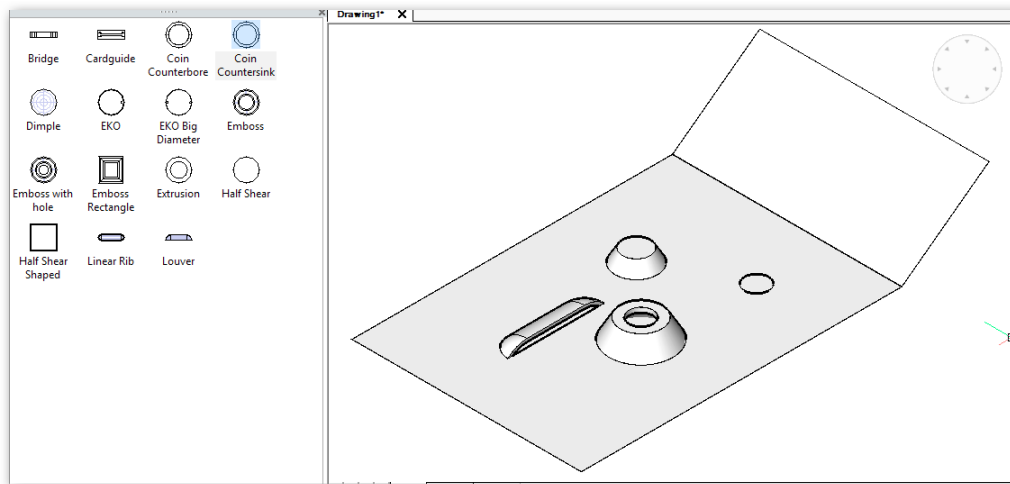 Drawing1*
Bridge
Cardguide
Coin
Counterbore
Coin
Countersink
Dimple
EKO
EKO Big
Diameter
Emboss
Emboss with
hole
Emboss
Rectangle
Extrusion
Half Shear
Half Shear
Shaped
Linear Rib
Louver